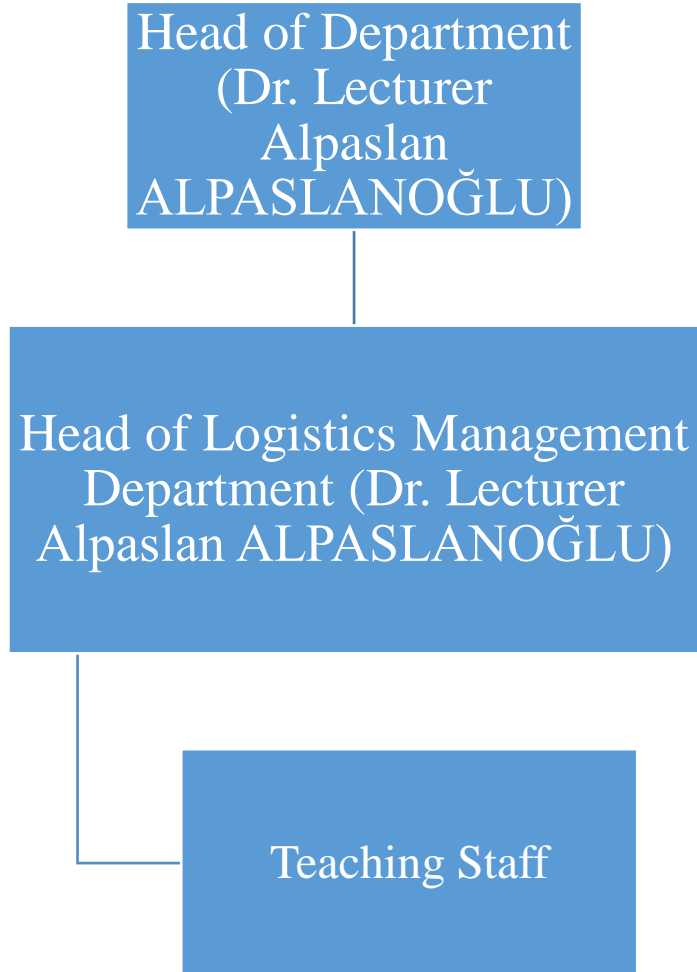 Head of Department
(Dr. Lecturer
Alpaslan
ALPASLANOĞLU)
Head of Logistics Management
Department (Dr. Lecturer
Alpaslan ALPASLANOĞLU)
Teaching Staff